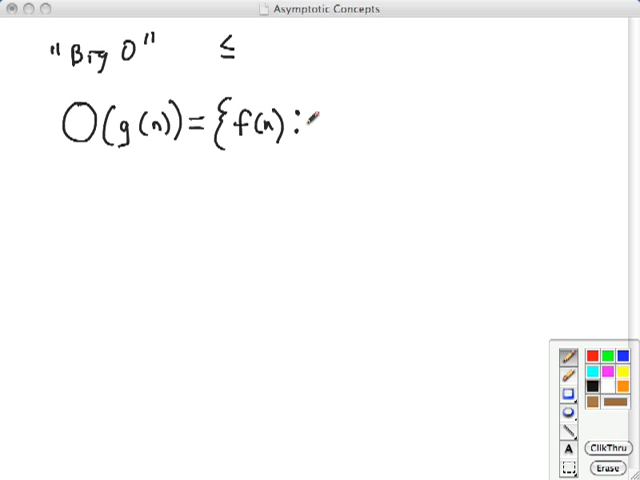 Asymptotic Concepts
"Big O" ≤
O(g(n)) = {f(n) :
A
ClikThru
Erase